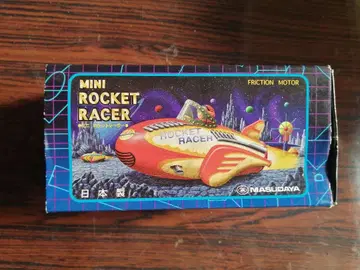 MINI
ROCKET
RACER
FRICTION MOTOR
ROCKET
RACER
日本製
MASUDAYA